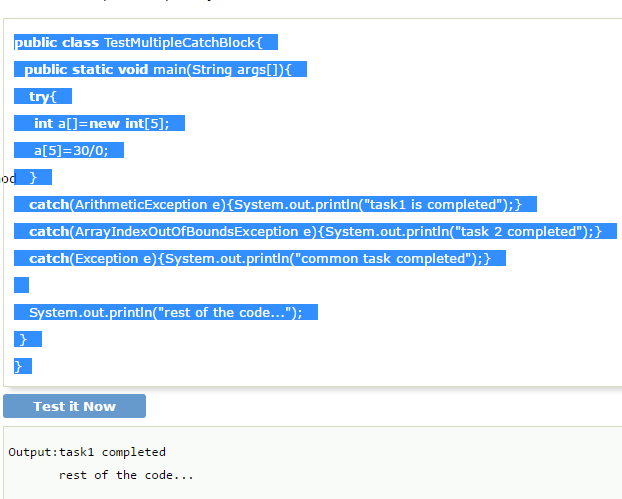 public class TestMultipleCatchBlock{
public static void main(String args[]){
try{
int a[]=new int[5];
a[5]=30/0;
od }
catch(ArithmeticException e){System.out.println("task1 is completed");}
catch(ArrayIndexOutOfBoundsException e){System.out.println("task 2 completed");}
catch(Exception e){System.out.println("common task completed");}
System.out.println("rest of the code...");
}
}
Test it Now
Output:task1 completed
rest of the code...